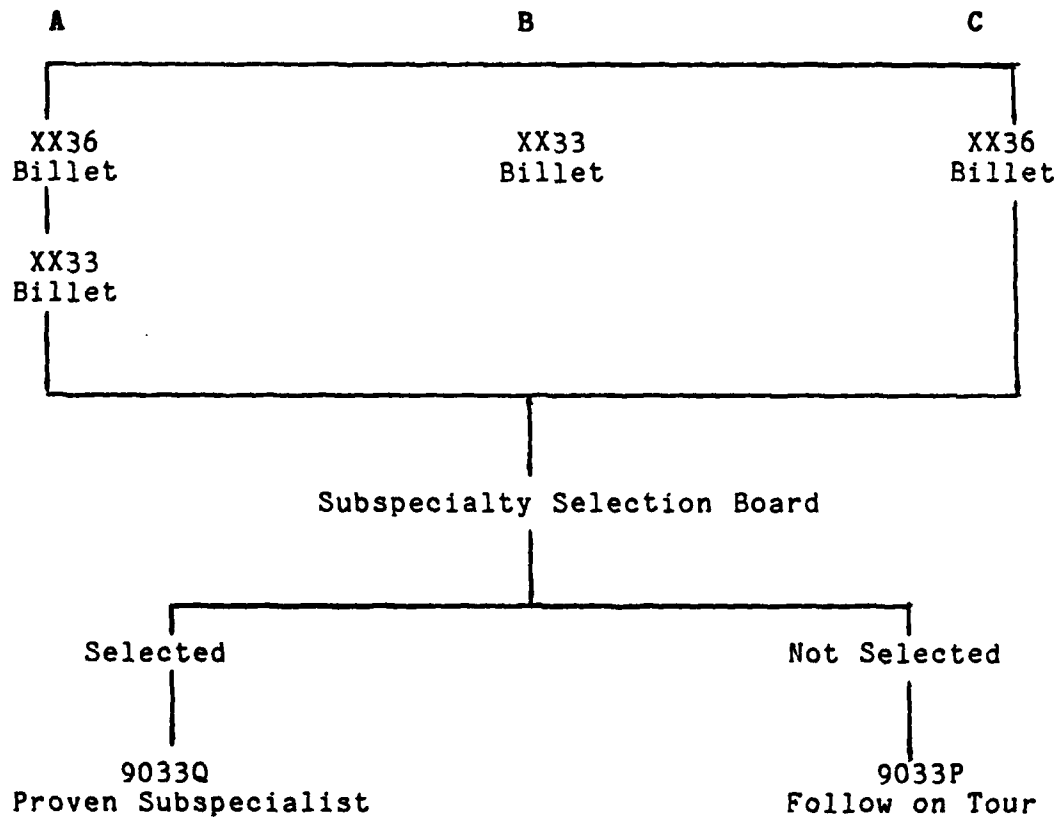 A B C
XX36 XX33 XX36
Billet Billet Billet
XX33
Billet
Subspecialty Selection Board
Selected Not Selected
9033Q 9033P
Proven Subspecialist Follow on Tour